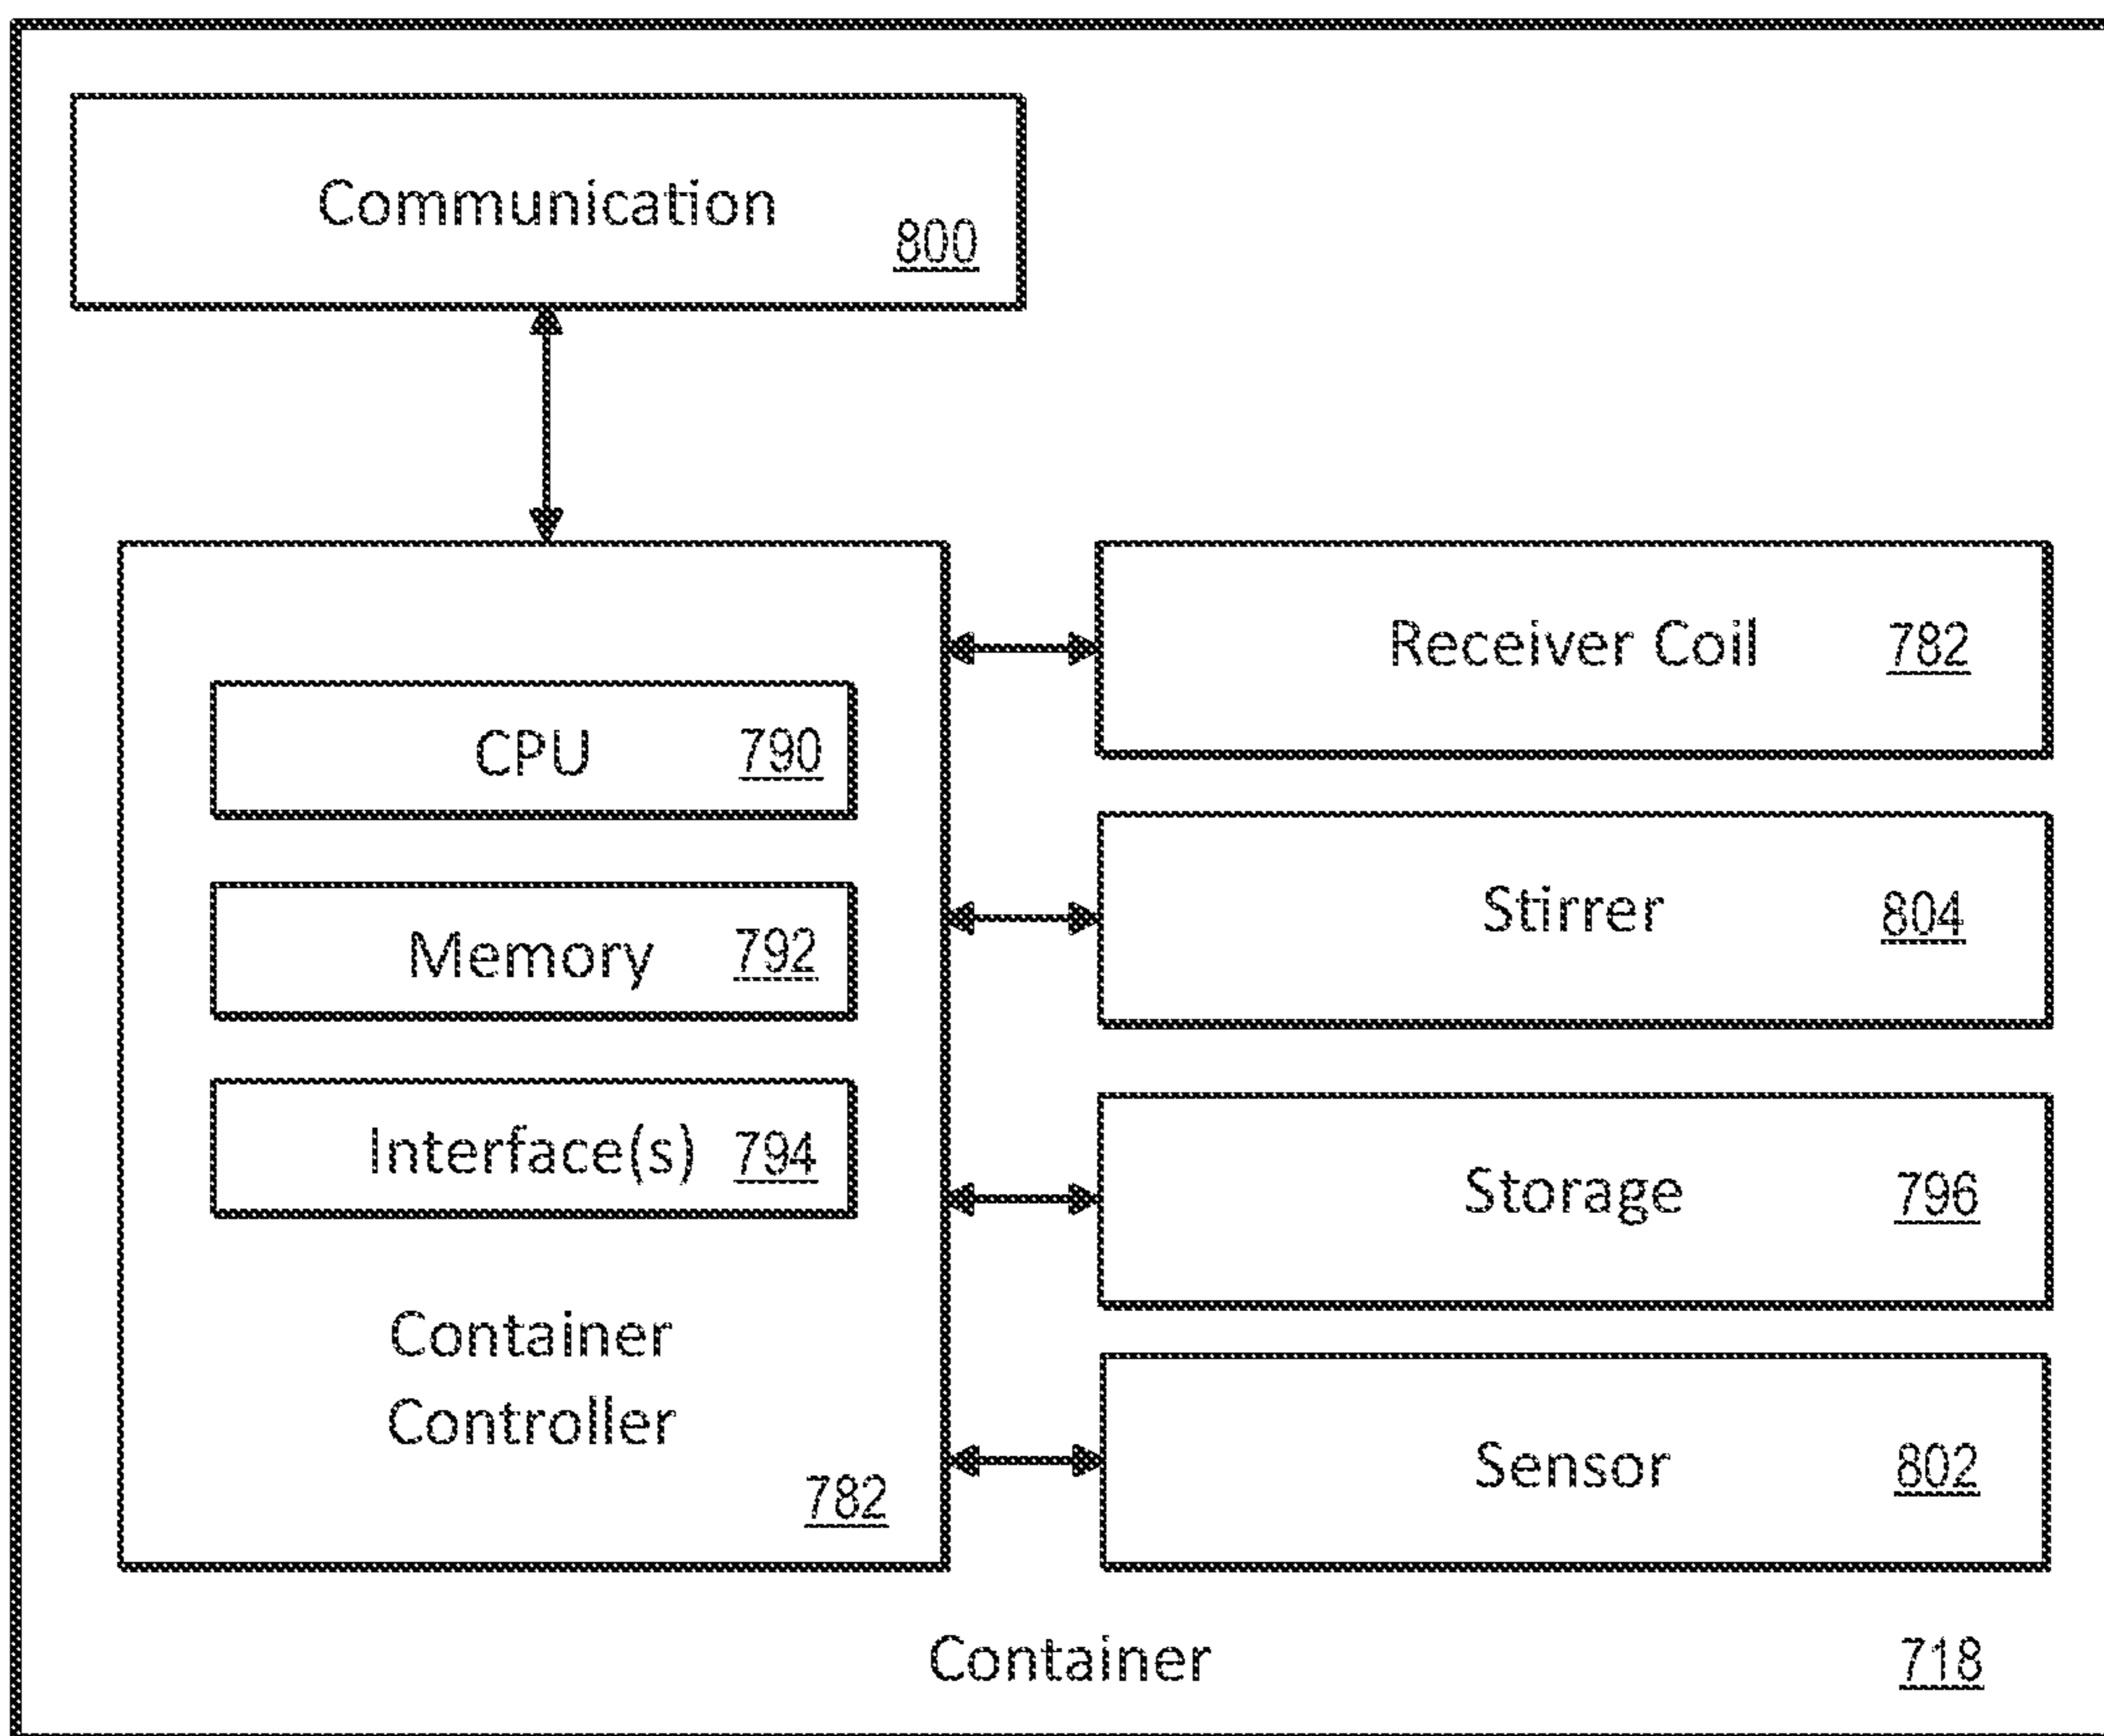 Communication
800
Receiver Coil 782
CPU 790
Stirrer 804
Memory 792
Interface(s) 794
Storage 796
Container
Controller
782
Sensor 802
Container 718